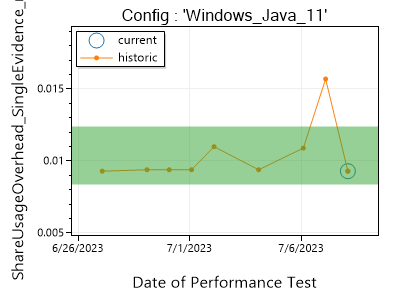 Config : 'Windows_Java_11'
current
historic
ShareUsageOverhead_SingleEvidence_
0.015
0.01
0.005
6/26/2023
7/1/2023
7/6/2023
Date of Performance Test